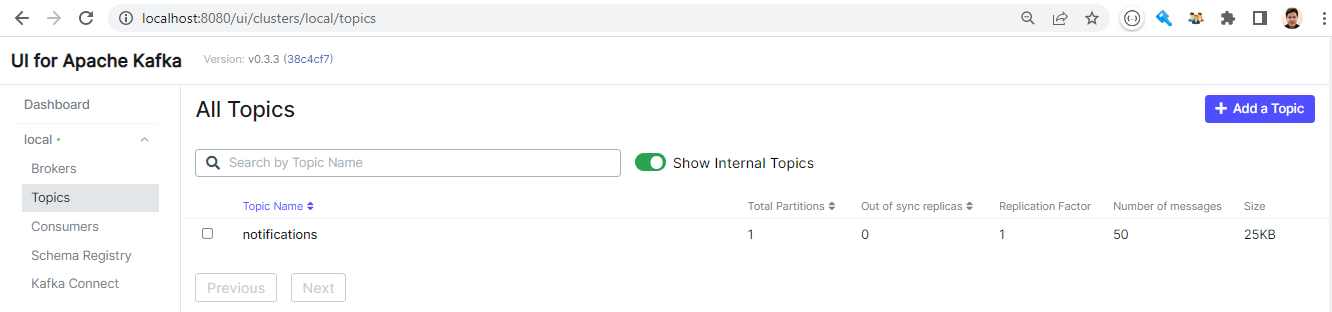 localhost:8080/ui/clusters/local/topics
UI for Apache Kafka Version: v0.3.3 (38c4cf7)
Dashboard
local
Brokers
Topics
Consumers
Schema Registry
Kafka Connect
All Topics
+ Add a Topic
Search by Topic Name
Show Internal Topics
Topic Name Total Partitions Out of sync replicas Replication Factor Number of messages Size
notifications 1 0 1 50 25KB
Previous Next